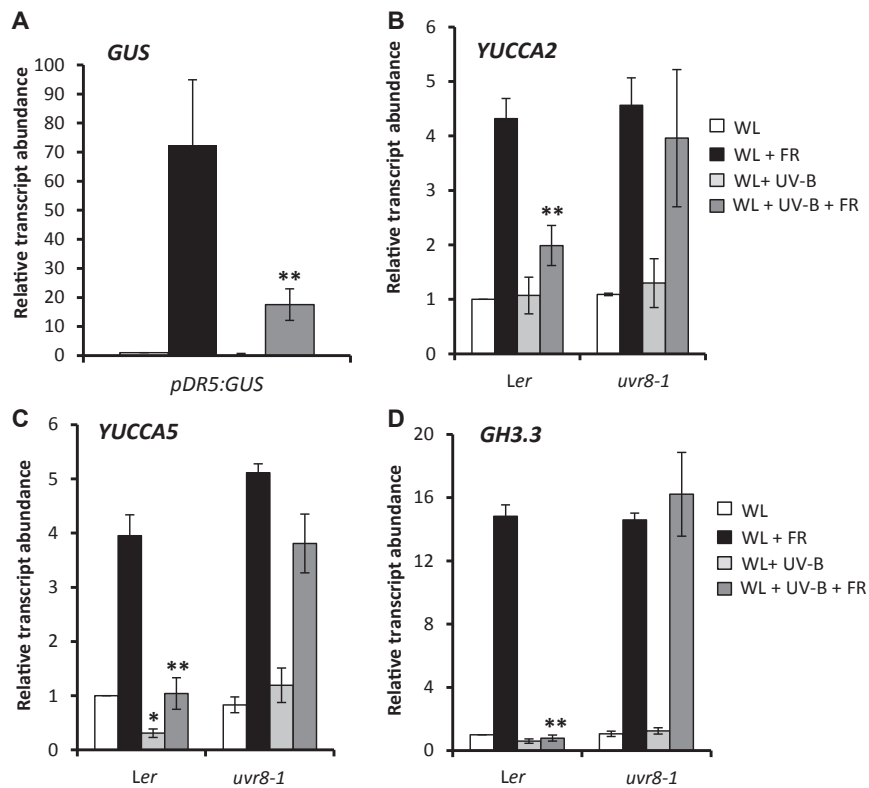 A
GUS
Relative transcript abundance
100
90
80
70
60
50
40
30
20
10
0
**
pDR5:GUS
B
YUCCA2
Relative transcript abundance
6
5
4
3
2
1
0
**
Ler
uvr8-1
WL
WL + FR
WL+ UV-B
WL + UV-B + FR
C
YUCCA5
Relative transcript abundance
6
5
4
3
2
1
0
*
**
Ler
uvr8-1
D
GH3.3
Relative transcript abundance
20
16
12
8
4
0
**
Ler
uvr8-1
WL
WL + FR
WL+ UV-B
WL + UV-B + FR